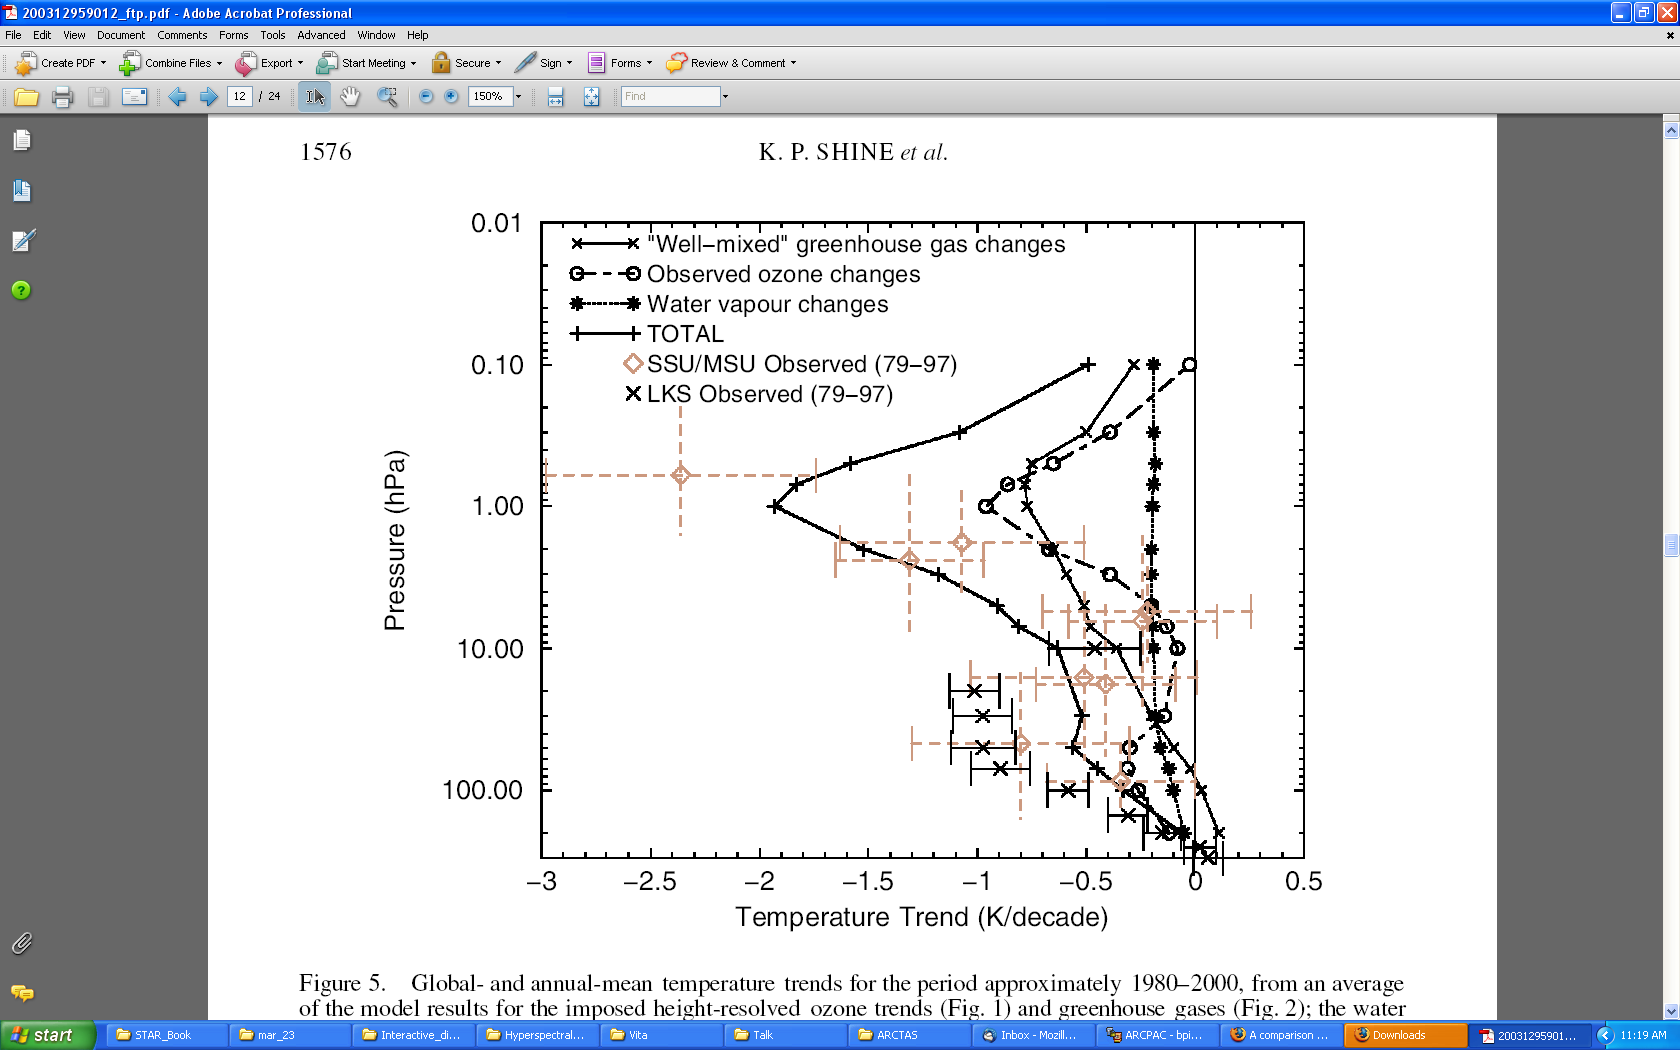 200312959012_ftp.pdf - Adobe Acrobat Professional
File Edit View Document Comments Forms Tools Advanced Window Help
Create PDF Combine Files Export Start Meeting Secure Sign Forms Review & Comment
12 / 24 150% Find
1576 K. P. SHINE et al.
0.01
"Well−mixed" greenhouse gas changes
Observed ozone changes
Water vapour changes
TOTAL
0.10
SSU/MSU Observed (79−97)
LKS Observed (79−97)
Pressure (hPa)
1.00
10.00
100.00
−3 −2.5 −2 −1.5 −1 −0.5 0 0.5
Temperature Trend (K/decade)
Figure 5. Global- and annual-mean temperature trends for the period approximately 1980–2000, from an average
of the model results for the imposed height-resolved ozone trends (Fig. 1) and greenhouse gases (Fig. 2); the water
start STAR_Book mar_23 Interactive_di... Hyperspectral... Vita Talk ARCTAS Inbox - Mozill... ARCPAC - bpi... A comparison ... Downloads 20031295901... 11:19 AM